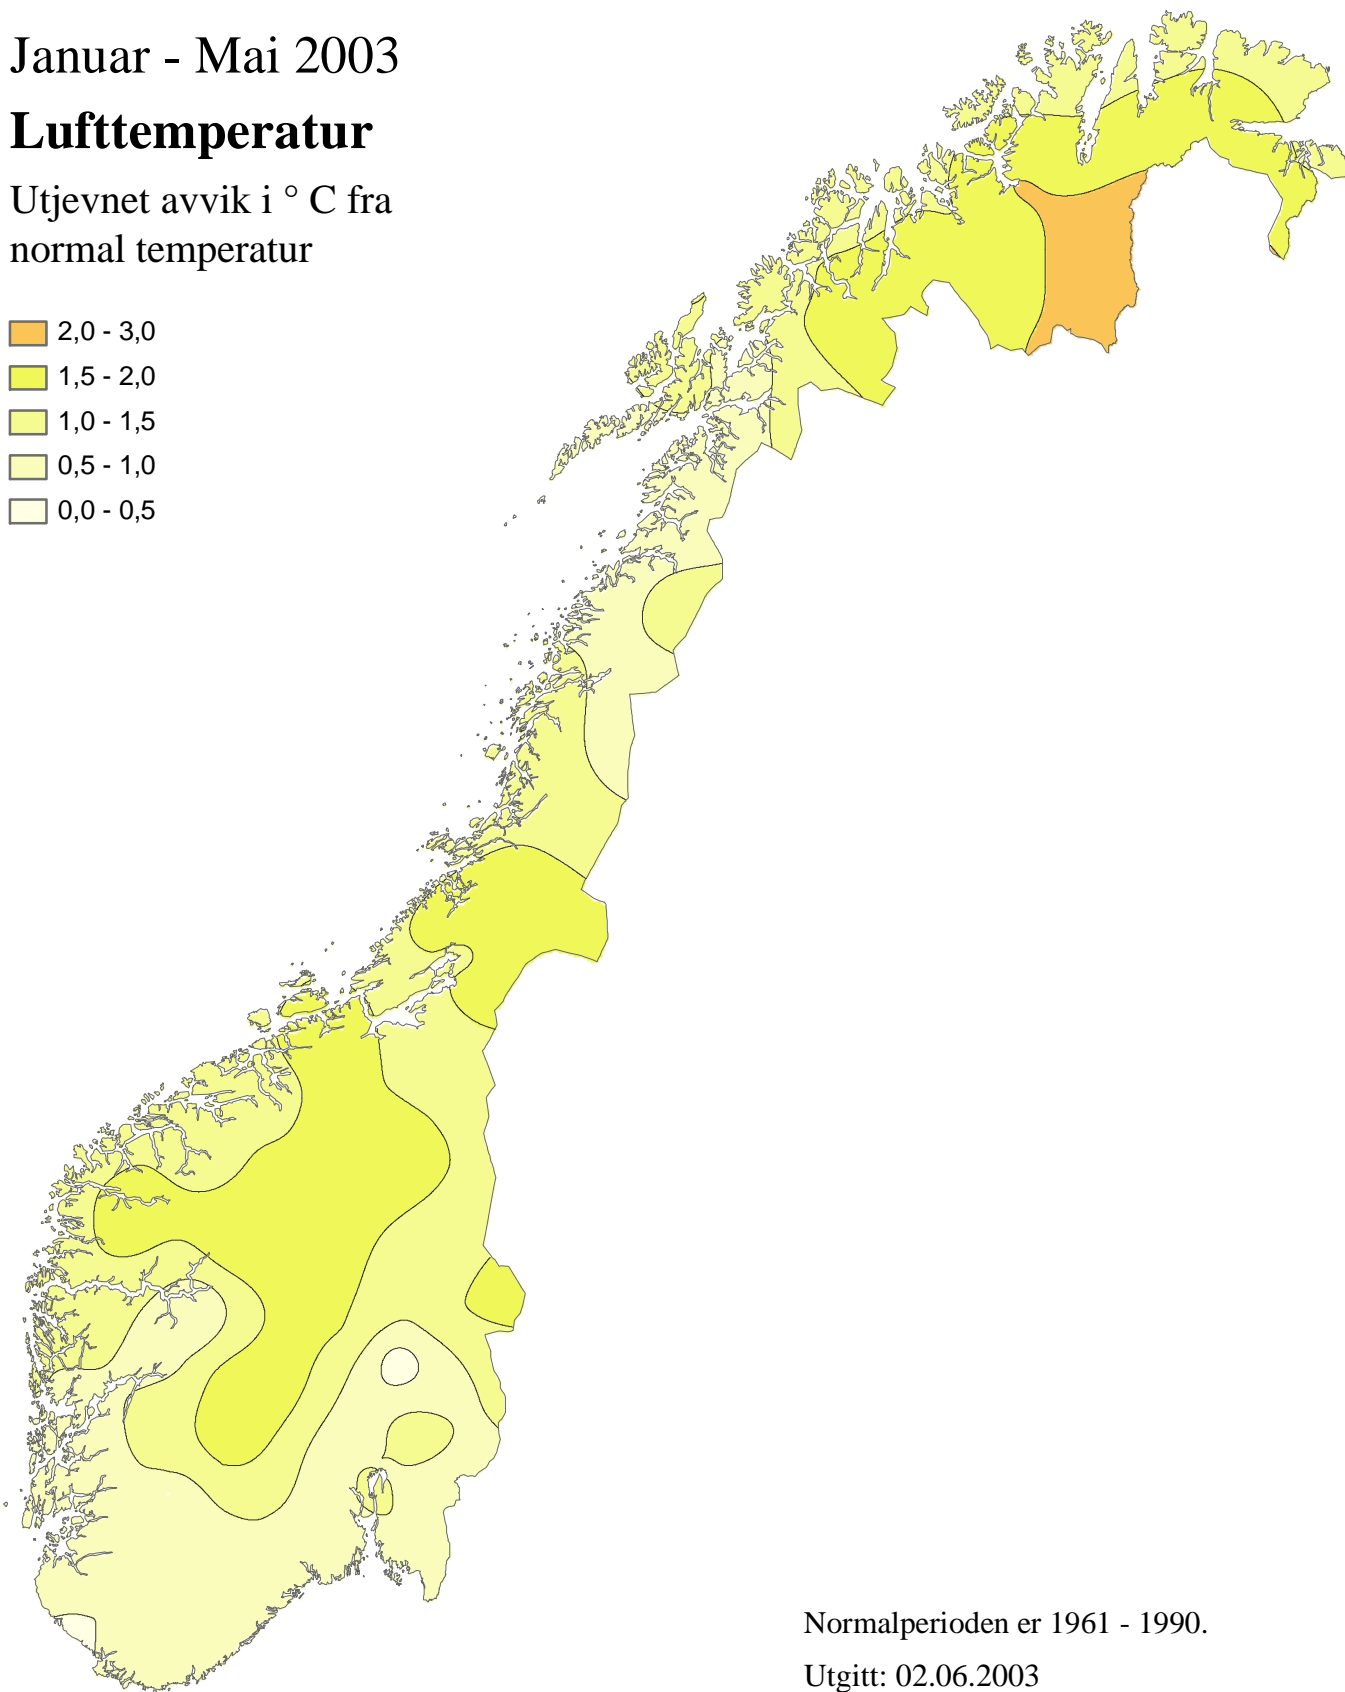 Januar - Mai 2003
Lufttemperatur
Utjevnet avvik i ° C fra
normal temperatur
2,0 - 3,0
1,5 - 2,0
1,0 - 1,5
0,5 - 1,0
0,0 - 0,5
Normalperioden er 1961 - 1990.
Utgitt: 02.06.2003